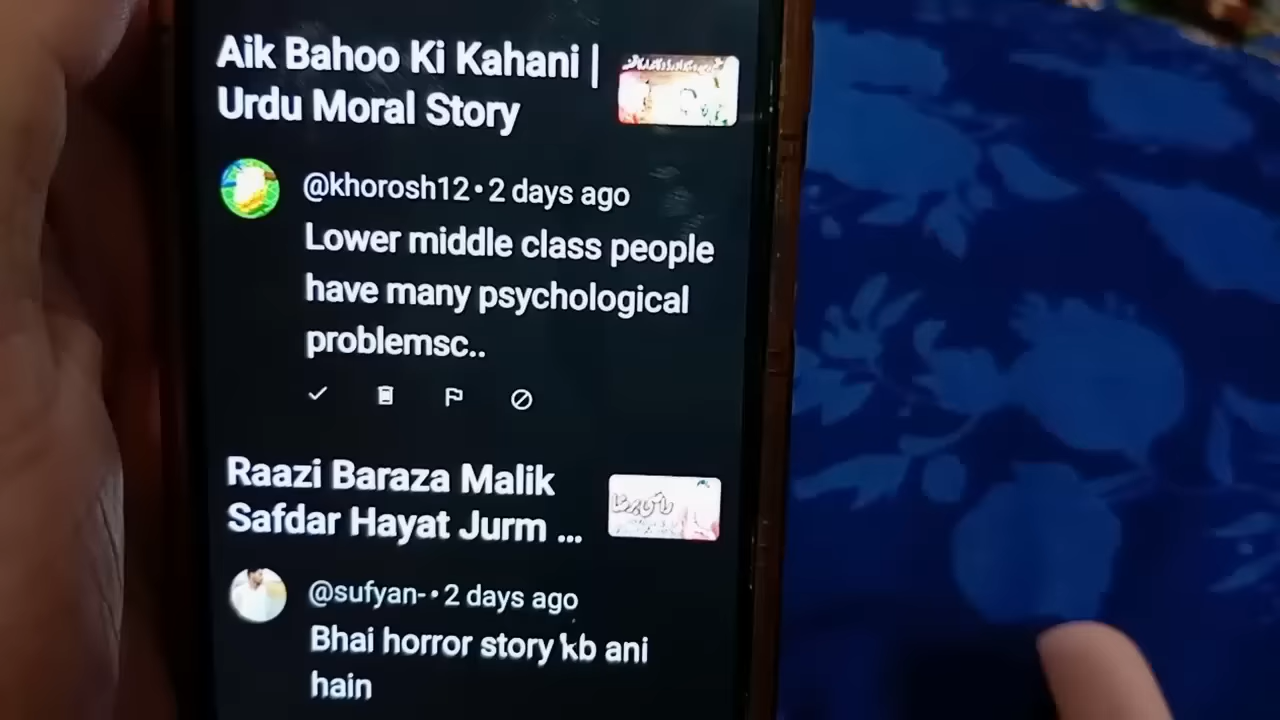 Aik Bahoo Ki Kahani |
Urdu Moral Story
@khorosh12 • 2 days ago
Lower middle class people
have many psychological
problemsc..
Raazi Baraza Malik
Safdar Hayat Jurm ...
@sufyan- • 2 days ago
Bhai horror story kb ani
hain